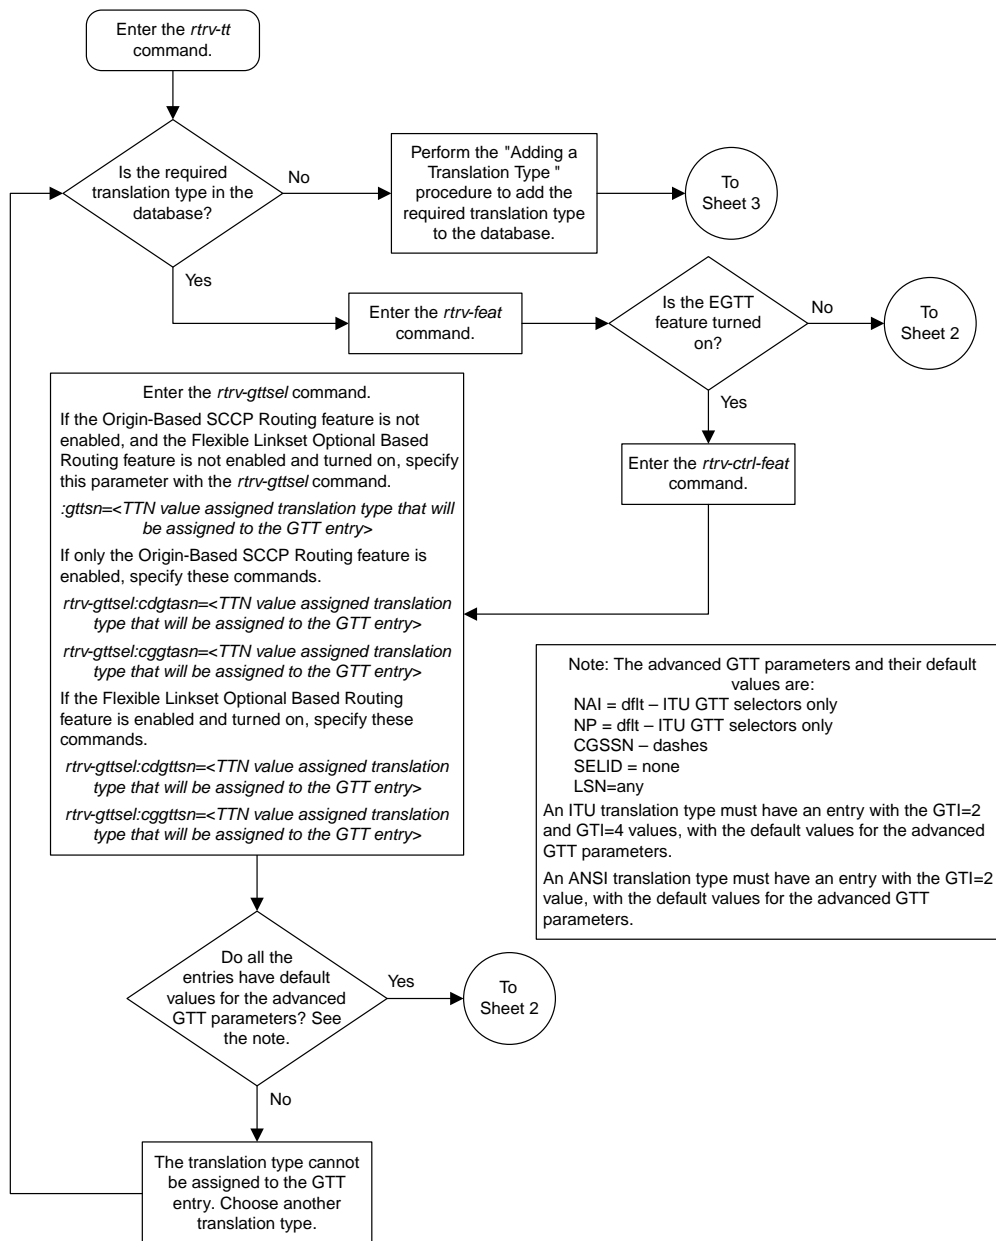 Enter the rtrv-tt
command.
Is the required
translation type in the
database?
No
Perform the "Adding a
Translation Type "
procedure to add the
required translation type
to the database.
To
Sheet 3
Yes
Enter the rtrv-feat
command.
Is the EGTT
feature turned
on?
No
To
Sheet 2
Yes
Enter the rtrv-ctrl-feat
command.
Enter the rtrv-gttsel command.
If the Origin-Based SCCP Routing feature is not
enabled, and the Flexible Linkset Optional Based
Routing feature is not enabled and turned on, specify
this parameter with the rtrv-gttsel command.
:gttsn=<TTN value assigned translation type that will
be assigned to the GTT entry>
If only the Origin-Based SCCP Routing feature is
enabled, specify these commands.
rtrv-gttsel:cdgtasn=<TTN value assigned translation
type that will be assigned to the GTT entry>
rtrv-gttsel:cggtasn=<TTN value assigned translation
type that will be assigned to the GTT entry>
If the Flexible Linkset Optional Based Routing
feature is enabled and turned on, specify these
commands.
rtrv-gttsel:cdgttsn=<TTN value assigned translation
type that will be assigned to the GTT entry>
rtrv-gttsel:cggttsn=<TTN value assigned translation
type that will be assigned to the GTT entry>
Note: The advanced GTT parameters and their default
values are:
NAI = dflt – ITU GTT selectors only
NP = dflt – ITU GTT selectors only
CGSSN – dashes
SELID = none
LSN=any
An ITU translation type must have an entry with the GTI=2
and GTI=4 values, with the default values for the advanced
GTT parameters.
An ANSI translation type must have an entry with the GTI=2
value, with the default values for the advanced GTT
parameters.
Do all the
entries have default
values for the advanced
GTT parameters? See
the note.
Yes
To
Sheet 2
No
The translation type cannot
be assigned to the GTT
entry. Choose another
translation type.